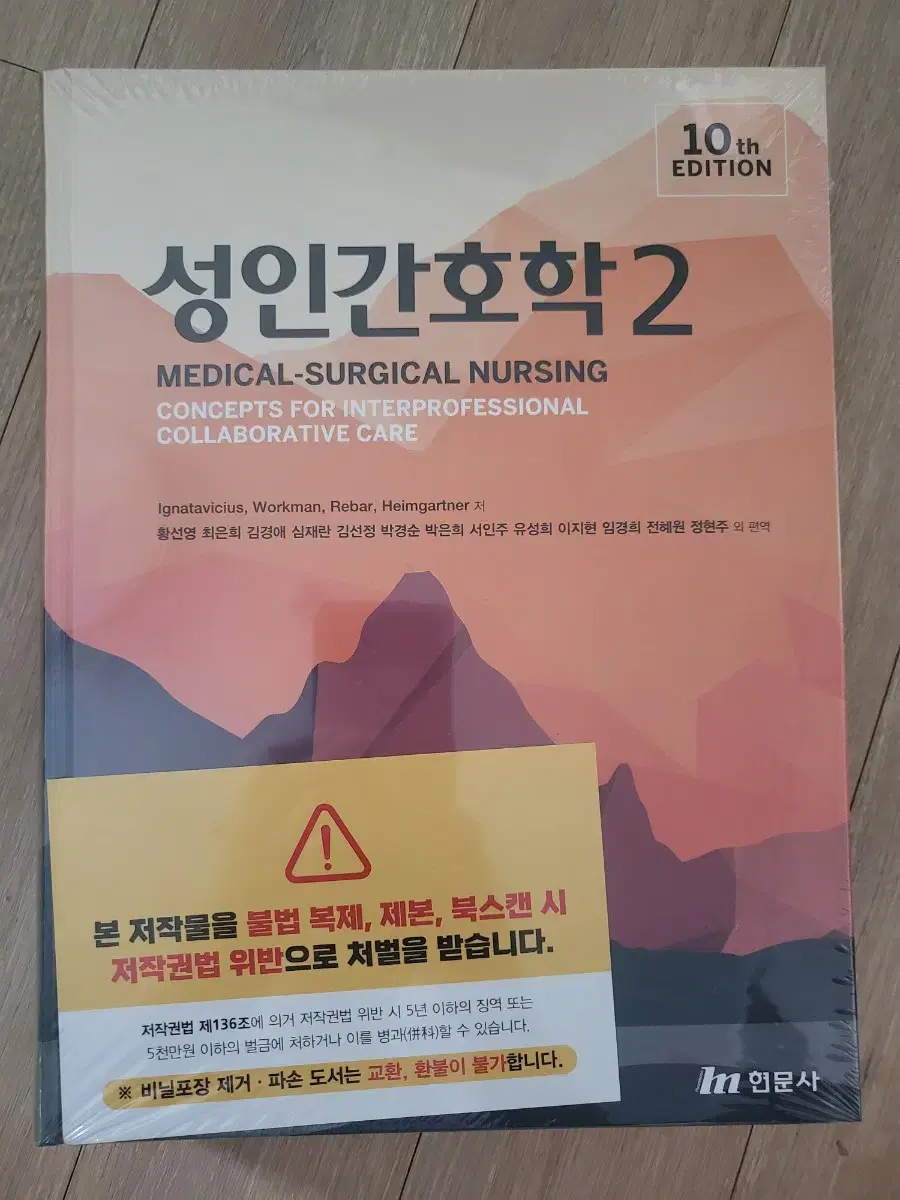 10th
EDITION
성인간호학 2
MEDICAL-SURGICAL NURSING
CONCEPTS FOR INTERPROFESSIONAL
COLLABORATIVE CARE
Ignatavicius, Workman, Rebar, Heimgartner 저
황선영 최은희 김경애 심재란 김선정 박경순 박은희 서인주 유성희 이지현 임경희 전혜원 정현주 외 편역
본 저작물을 불법 복제, 제본, 북스캔 시
저작권법 위반으로 처벌을 받습니다.
저작권법 제136조에 의거 저작권법 위반 시 5년 이하의 징역 또는
5천만원 이하의 벌금에 처하거나 이를 병과(倂科)할 수 있습니다.
※ 비닐포장 제거 · 파손 도서는 교환, 환불이 불가합니다.
hm 현문사